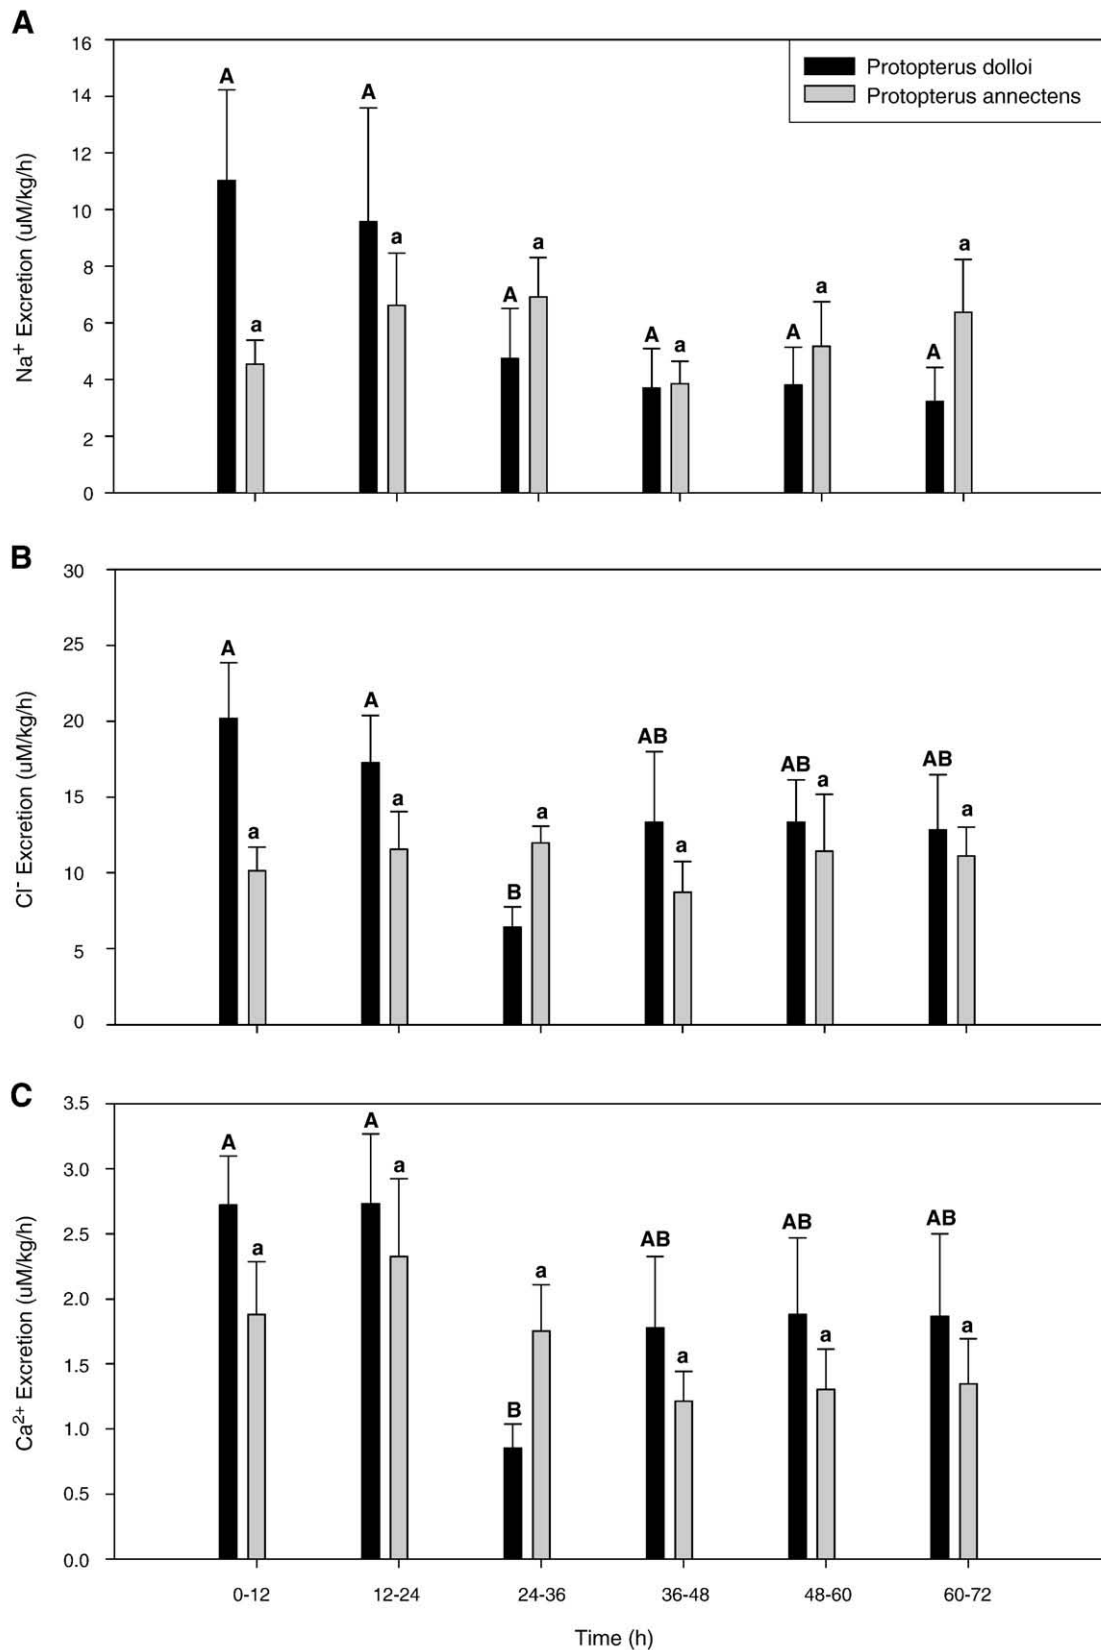 A
16
14
12
10
8
6
4
2
0
Na+ Excretion (uM/kg/h)
Protopterus dolloi
Protopterus annectens
A a A a A a A a A a A a
B
30
25
20
15
10
5
0
Cl- Excretion (uM/kg/h)
A a A a B a AB a AB a AB a
C
3.5
3.0
2.5
2.0
1.5
1.0
0.5
0.0
Ca2+ Excretion (uM/kg/h)
A a A a B a AB a AB a AB a
0-12 12-24 24-36 36-48 48-60 60-72
Time (h)